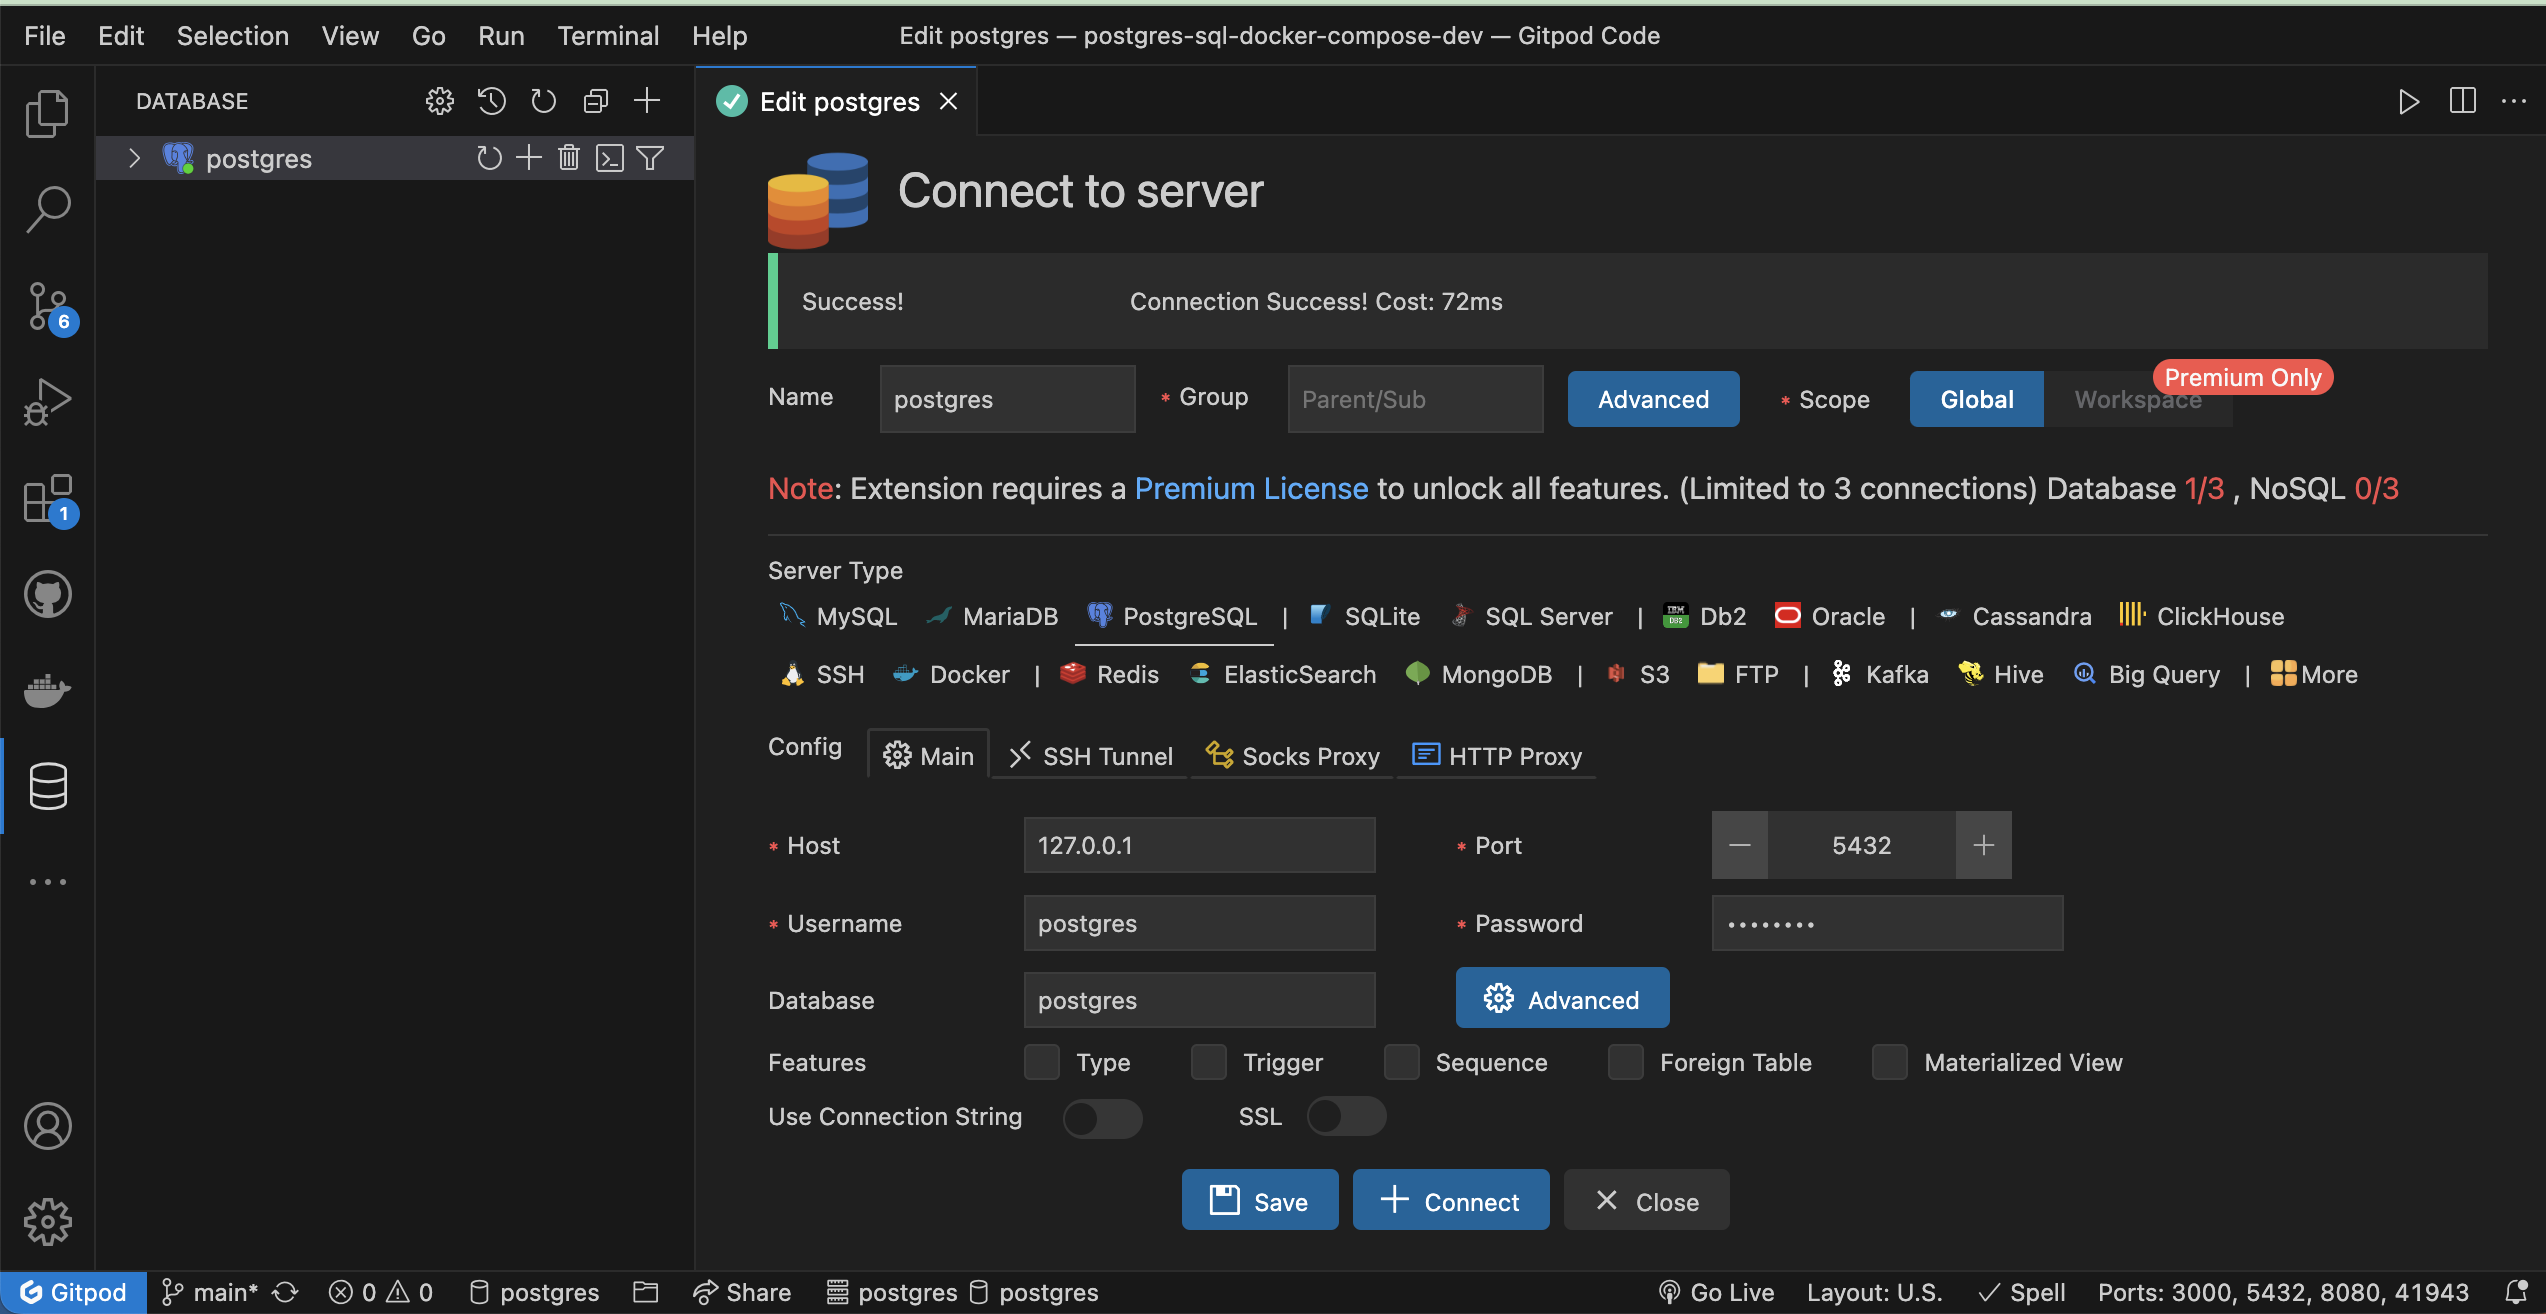 File Edit Selection View Go Run Terminal Help Edit postgres — postgres-sql-docker-compose-dev — Gitpod Code
DATABASE
Edit postgres
postgres
Connect to server
Success! Connection Success! Cost: 72ms
Premium Only
Name postgres * Group Parent/Sub Advanced * Scope Global Workspace
Note: Extension requires a Premium License to unlock all features. (Limited to 3 connections) Database 1/3 , NoSQL 0/3
Server Type
MySQL MariaDB PostgreSQL | SQLite SQL Server | IBM DB2 Db2 Oracle | Cassandra ClickHouse
SSH Docker | Redis ElasticSearch MongoDB | S3 FTP | Kafka Hive Big Query | More
Config Main SSH Tunnel Socks Proxy HTTP Proxy
* Host 127.0.0.1 * Port 5432
* Username postgres * Password ••••••••
Database postgres Advanced
Features Type Trigger Sequence Foreign Table Materialized View
Use Connection String SSL
Save Connect Close
6
1
Gitpod main* 0 0 postgres Share postgres postgres Go Live Layout: U.S. Spell Ports: 3000, 5432, 8080, 41943